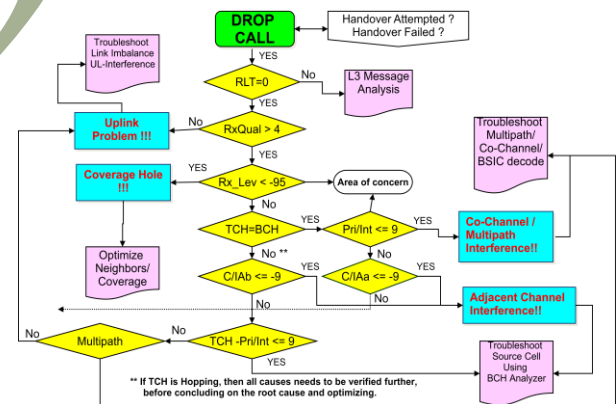 DROP
CALL
Handover Attempted ?
Handover Failed ?
YES
Troubleshoot
Link Imbalance
UL-Interference
RLT=0
No
L3 Message
Analysis
YES
Uplink
Problem !!!
No
RxQual > 4
Troubleshoot
Multipath/
Co-Channel/
BSIC decode
YES
Coverage Hole
!!!
YES
Rx_Lev < -95
Area of concern
No
TCH=BCH
YES
Pri/Int <= 9
YES
Co-Channel /
Multipath
Interference!!
Optimize
Neighbors/
Coverage
No **
No
C/IAb <= -9
YES
C/IAa <= -9
YES
Adjacent Channel
Interference!!
No
No
No
Multipath
No
TCH -Pri/Int <= 9
YES
Troubleshoot
Source Cell
Using
BCH Analyzer
** If TCH is Hopping, then all causes needs to be verified further,
before concluding on the root cause and optimizing.